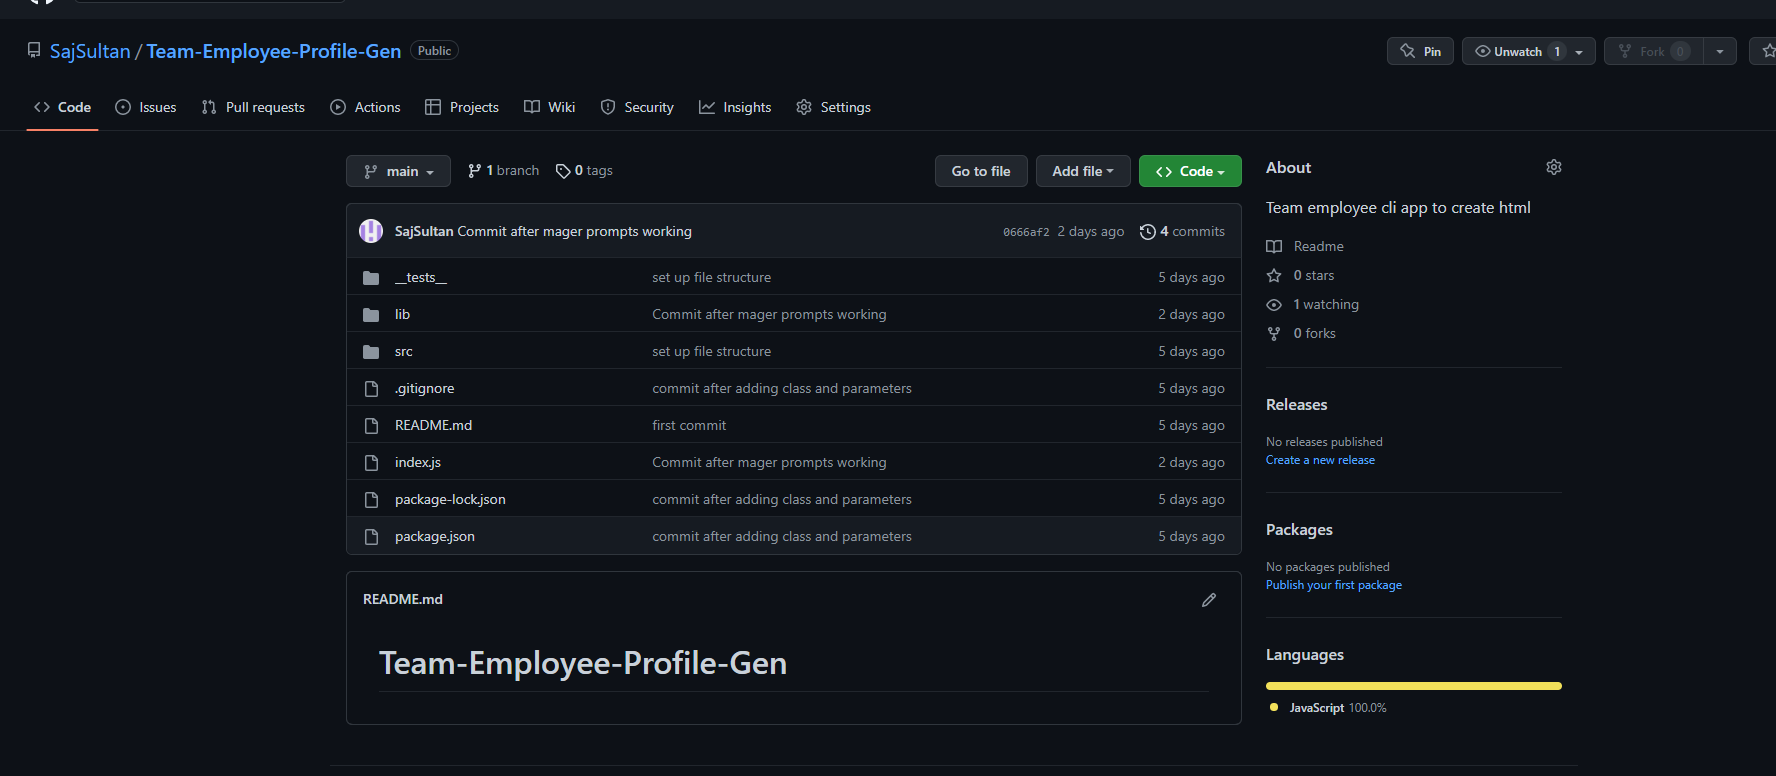 SajSultan / Team-Employee-Profile-Gen Public
Pin Unwatch 1 Fork 0
Code Issues Pull requests Actions Projects Wiki Security Insights Settings
main 1 branch 0 tags Go to file Add file Code
SajSultan Commit after mager prompts working 0666af2 2 days ago 4 commits
__tests__ set up file structure 5 days ago
lib Commit after mager prompts working 2 days ago
src set up file structure 5 days ago
.gitignore commit after adding class and parameters 5 days ago
README.md first commit 5 days ago
index.js Commit after mager prompts working 2 days ago
package-lock.json commit after adding class and parameters 5 days ago
package.json commit after adding class and parameters 5 days ago
README.md
Team-Employee-Profile-Gen
About
Team employee cli app to create html
Readme
0 stars
1 watching
0 forks
Releases
No releases published
Create a new release
Packages
No packages published
Publish your first package
Languages
JavaScript 100.0%